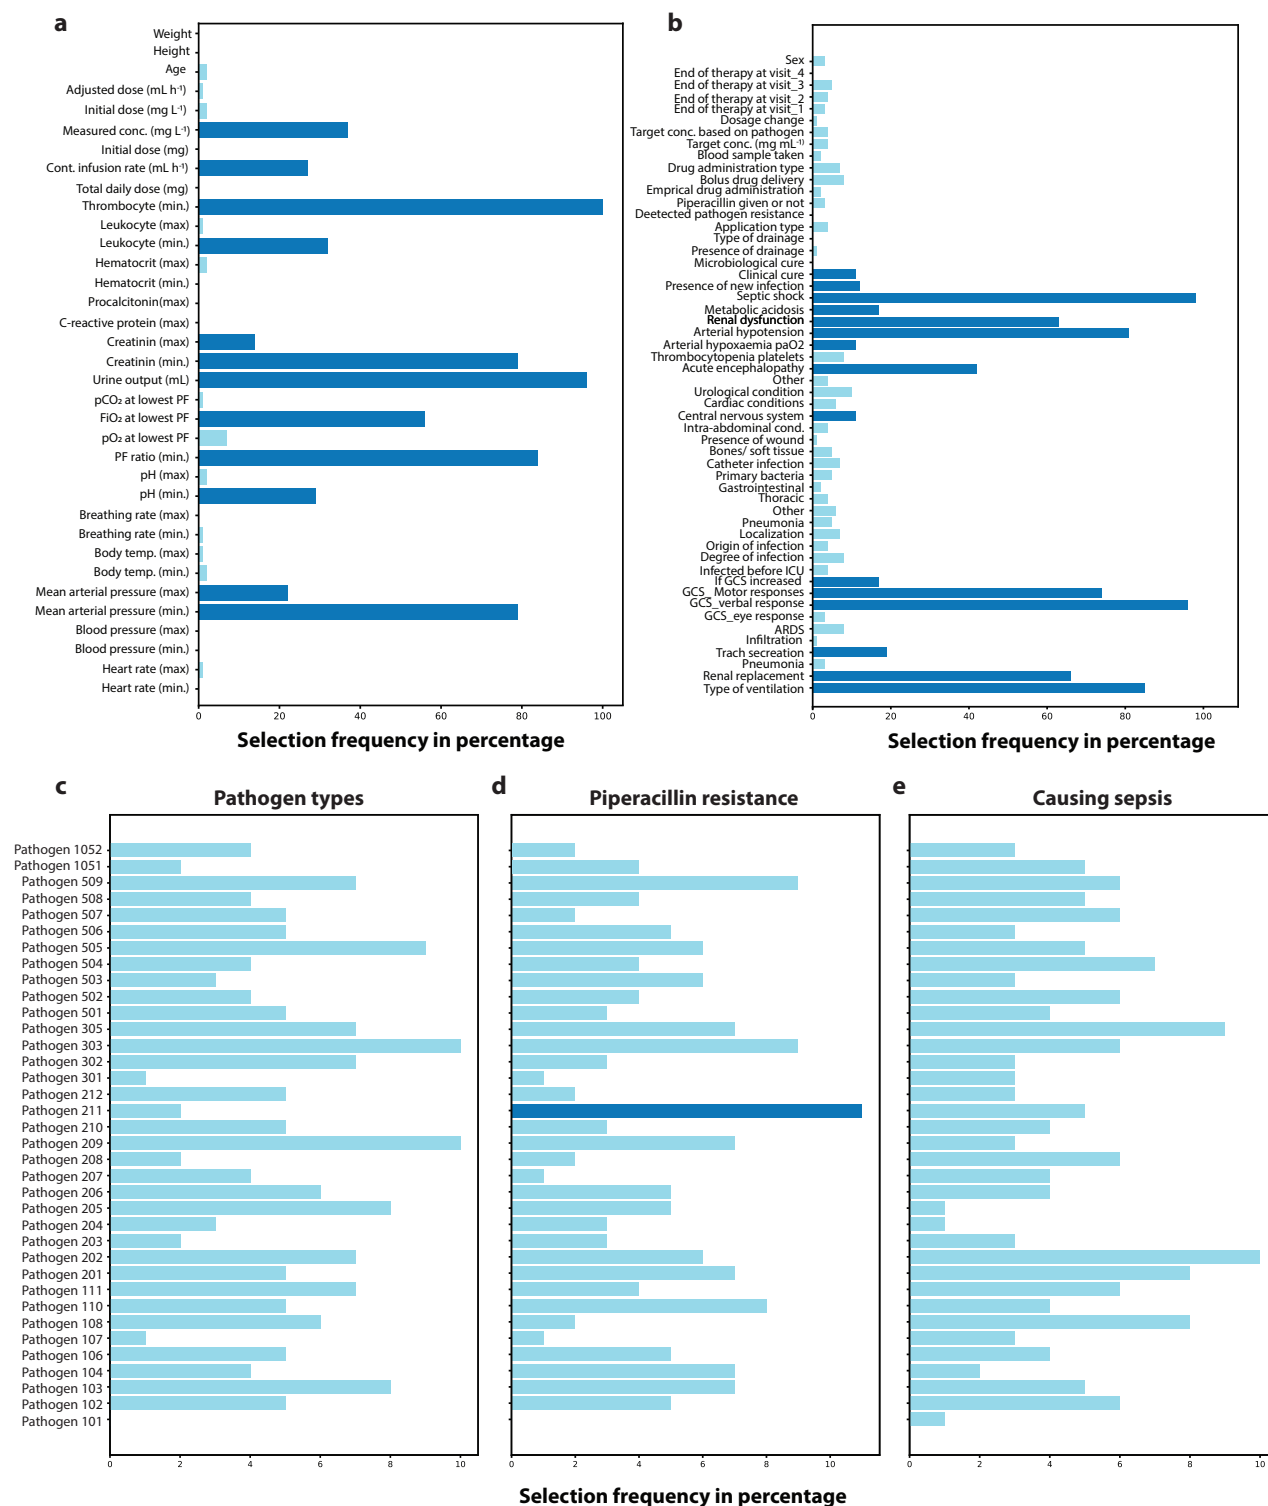 a
Weight
Height
Age
Adjusted dose (mL h⁻¹)
Initial dose (mg L⁻¹)
Measured conc. (mg L⁻¹)
Initial dose (mg)
Cont. infusion rate (mL h⁻¹)
Total daily dose (mg)
Thrombocyte (min.)
Leukocyte (max)
Leukocyte (min.)
Hematocrit (max)
Hematocrit (min.)
Procalcitonin(max)
C-reactive protein (max)
Creatinin (max)
Creatinin (min.)
Urine output (mL)
pCO₂ at lowest PF
FiO₂ at lowest PF
pO₂ at lowest PF
PF ratio (min.)
pH (max)
pH (min.)
Breathing rate (max)
Breathing rate (min.)
Body temp. (max)
Body temp. (min.)
Mean arterial pressure (max)
Mean arterial pressure (min.)
Blood pressure (max)
Blood pressure (min.)
Heart rate (max)
Heart rate (min.)
0 20 40 60 80 100
Selection frequency in percentage
b
Sex
End of therapy at visit_4
End of therapy at visit_3
End of therapy at visit_2
End of therapy at visit_1
Dosage change
Target conc. based on pathogen
Target conc. (mg mL⁻¹)
Blood sample taken
Drug administration type
Bolus drug delivery
Emprical drug administration
Piperacillin given or not
Deetected pathogen resistance
Application type
Type of drainage
Presence of drainage
Microbiological cure
Clinical cure
Presence of new infection
Septic shock
Metabolic acidosis
Renal dysfunction
Arterial hypotension
Arterial hypoxaemia paO2
Thrombocytopenia platelets
Acute encephalopathy
Other
Urological condition
Cardiac conditions
Central nervous system
Intra-abdominal cond.
Presence of wound
Bones/ soft tissue
Catheter infection
Primary bacteria
Gastrointestinal
Thoracic
Other
Pneumonia
Localization
Origin of infection
Degree of infection
Infected before ICU
If GCS increased
GCS_ Motor responses
GCS_verbal response
GCS_eye response
ARDS
Infiltration
Trach secreation
Pneumonia
Renal replacement
Type of ventilation
0 20 40 60 80 100
Selection frequency in percentage
c
Pathogen types
Pathogen 1052
Pathogen 1051
Pathogen 509
Pathogen 508
Pathogen 507
Pathogen 506
Pathogen 505
Pathogen 504
Pathogen 503
Pathogen 502
Pathogen 501
Pathogen 305
Pathogen 303
Pathogen 302
Pathogen 301
Pathogen 212
Pathogen 211
Pathogen 210
Pathogen 209
Pathogen 208
Pathogen 207
Pathogen 206
Pathogen 205
Pathogen 204
Pathogen 203
Pathogen 202
Pathogen 201
Pathogen 111
Pathogen 110
Pathogen 108
Pathogen 107
Pathogen 106
Pathogen 104
Pathogen 103
Pathogen 102
Pathogen 101
0 2 4 6 8 10
d
Piperacillin resistance
0 2 4 6 8 10
e
Causing sepsis
0 2 4 6 8 10
Selection frequency in percentage